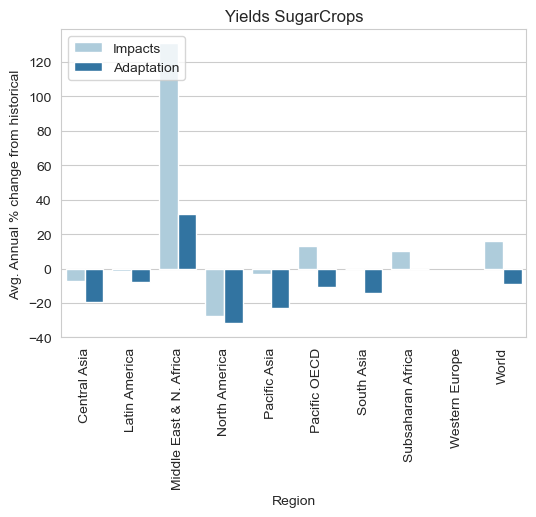 Yields SugarCrops
Impacts
Adaptation
Avg. Annual % change from historical
120
100
80
60
40
20
0
−20
−40
Central Asia
Latin America
Middle East & N. Africa
North America
Pacific Asia
Pacific OECD
South Asia
Subsaharan Africa
Western Europe
World
Region